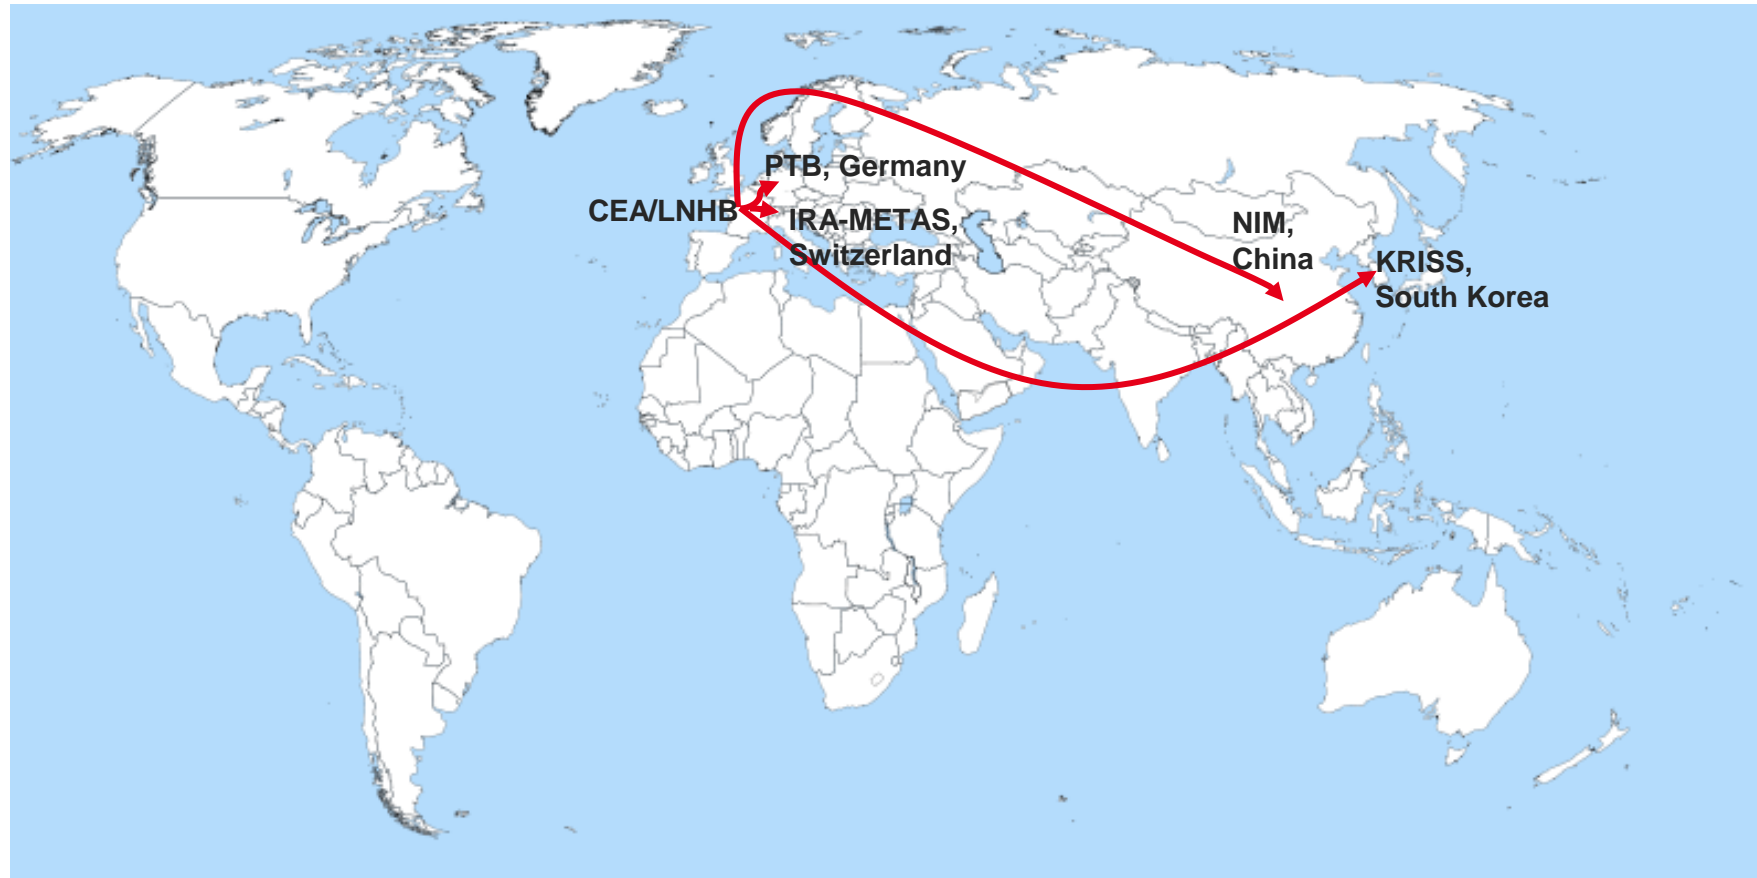 PTB, Germany
CEA/LNHB
IRA-METAS,
Switzerland
NIM,
China
KRISS,
South Korea